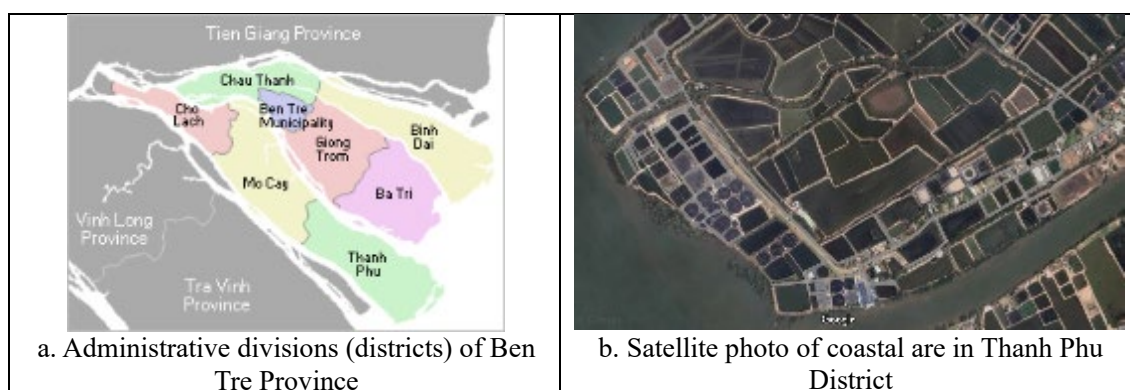 Tien Giang Province
Chau Thanh
Cho
Lach
Ben Tre
Municipality
Binh
Dai
Giong
Trom
Mo Cay
Ba Tri
Vinh Long
Province
Thanh
Phu
Tra Vinh
Province
a. Administrative divisions (districts) of Ben
Tre Province
Google
b. Satellite photo of coastal are in Thanh Phu
District